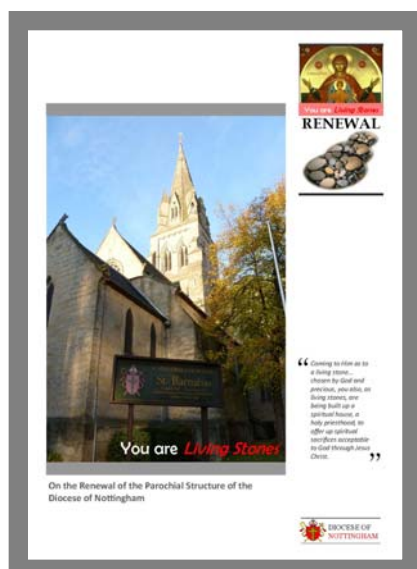 You are Living Stones
RENEWAL
St. Barnabas
You are Living Stones
“ Coming to Him as to
a living stone...
chosen by God and
precious, you also, as
living stones, are
being built up a
spiritual house, a
holy priesthood, to
offer up spiritual
sacrifices acceptable
to God through Jesus
Christ. ”
On the Renewal of the Parochial Structure of the
Diocese of Nottingham
DIOCESE OF
NOTTINGHAM